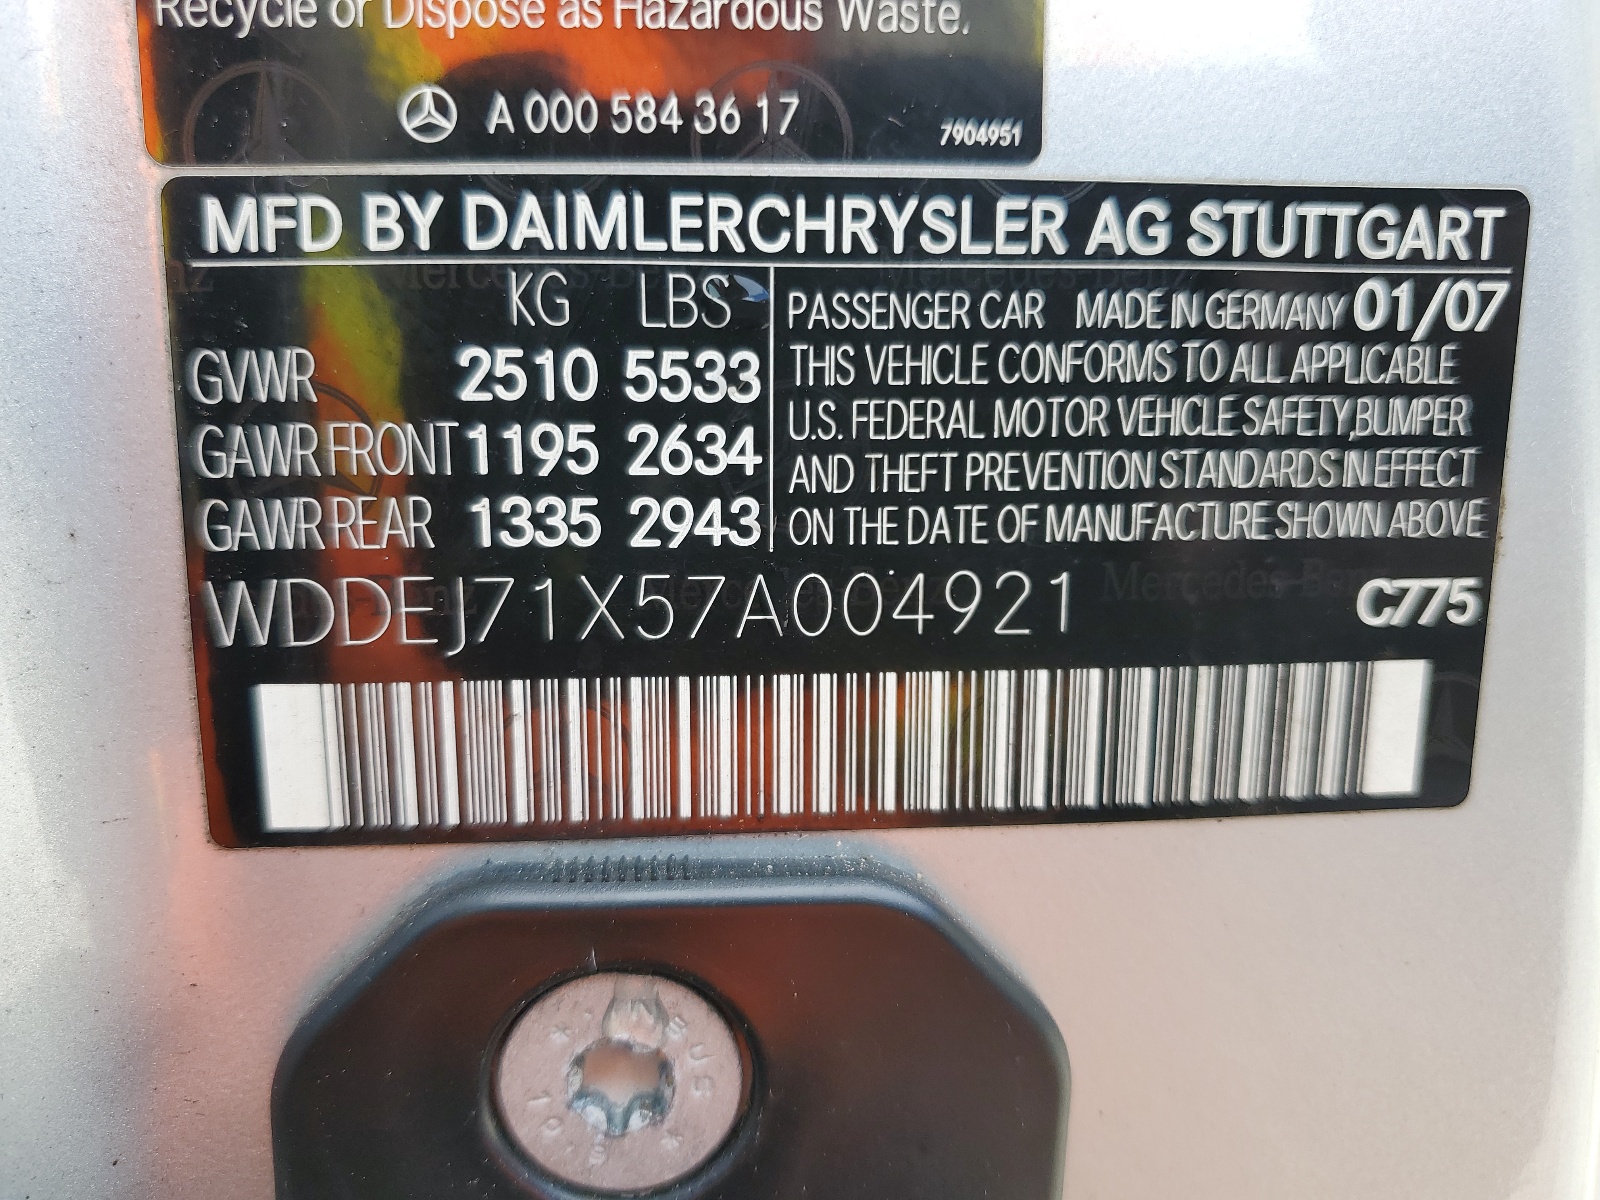 Recycle or Dispose as Hazardous Waste.
A 000 584 36 17
7904951
MFD BY DAIMLERCHRYSLER AG STUTTGART
KG LBS
GVWR 2510 5533
GAWR FRONT 1195 2634
GAWR REAR 1335 2943
PASSENGER CAR MADE IN GERMANY 01/07
THIS VEHICLE CONFORMS TO ALL APPLICABLE
U.S. FEDERAL MOTOR VEHICLE SAFETY, BUMPER
AND THEFT PREVENTION STANDARDS IN EFFECT
ON THE DATE OF MANUFACTURE SHOWN ABOVE
WDDEJ71X57A004921
C775